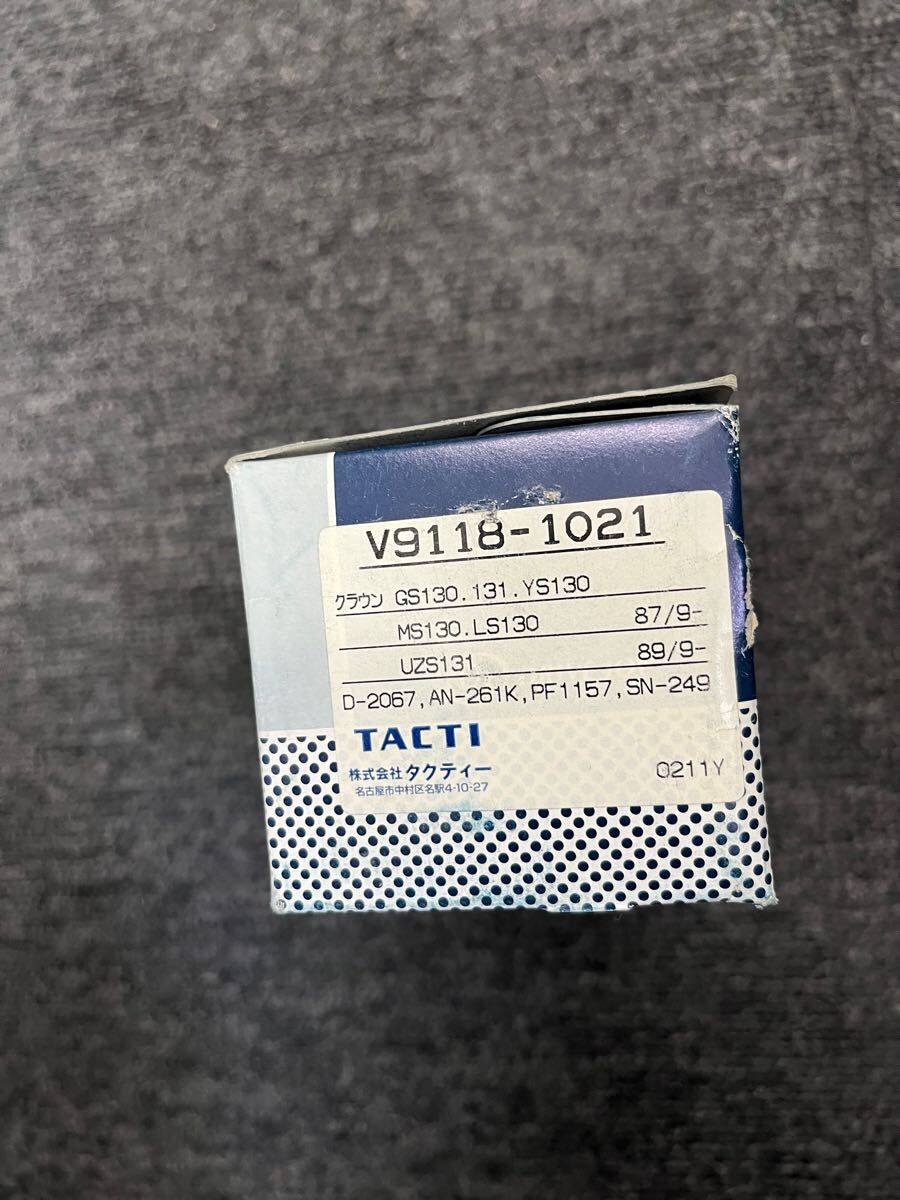 V9118-1021
クラウン GS130.131.YS130
MS130.LS130 87/9-
UZS131 89/9-
D-2067,AN-261K,PF1157,SN-249
TACTI
株式会社 タクティー
名古屋市中村区名駅4-10-27
0211Y